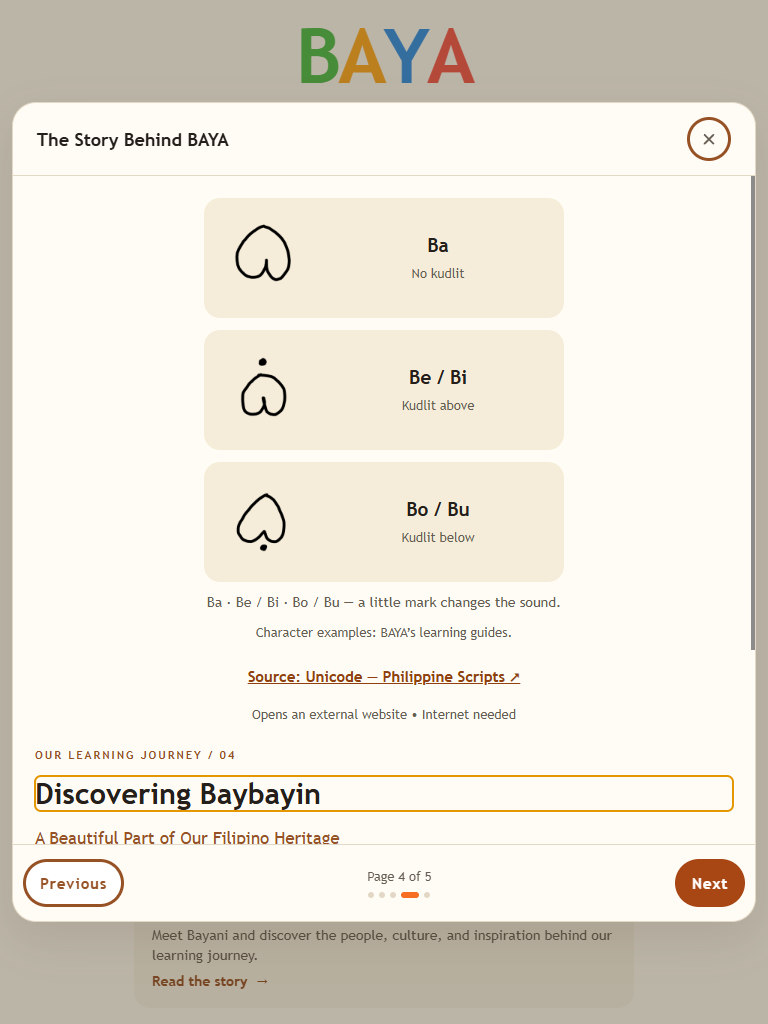 BAYA
The Story Behind BAYA
×
ᜊ
Ba
No kudlit
ᜊᜒ
Be / Bi
Kudlit above
ᜊᜓ
Bo / Bu
Kudlit below
Ba · Be / Bi · Bo / Bu — a little mark changes the sound.
Character examples: BAYA’s learning guides.
Source: Unicode — Philippine Scripts ↗
Opens an external website • Internet needed
OUR LEARNING JOURNEY / 04
Discovering Baybayin
A Beautiful Part of Our Filipino Heritage
Previous
Page 4 of 5
Next
Meet Bayani and discover the people, culture, and inspiration behind our
learning journey.
Read the story →